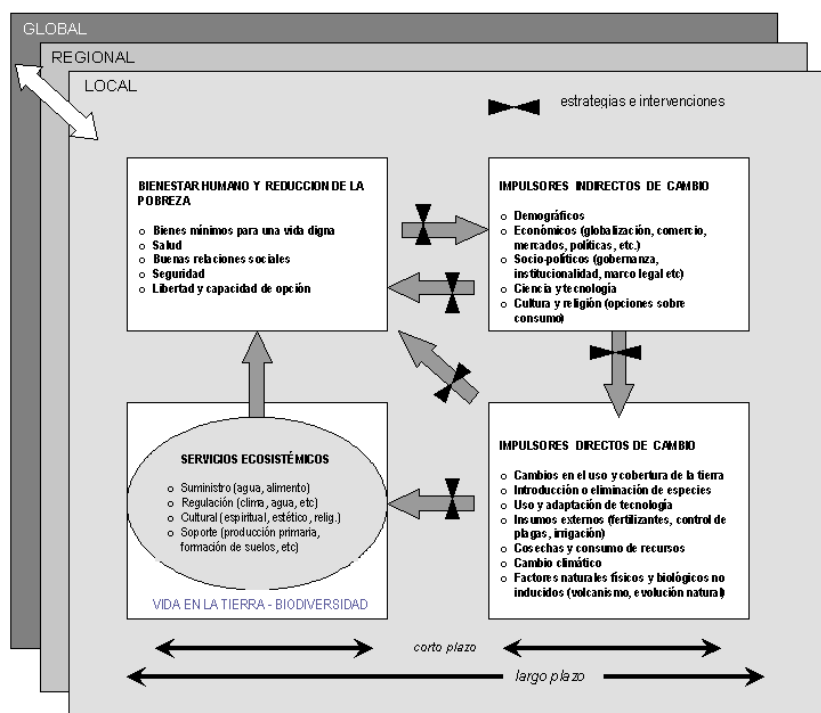 GLOBAL
REGIONAL
LOCAL
estrategias e intervenciones
BIENESTAR HUMANO Y REDUCCION DE LA
POBREZA
o Bienes mínimos para una vida digna
o Salud
o Buenas relaciones sociales
o Seguridad
o Libertad y capacidad de opción
IMPULSORES INDIRECTOS DE CAMBIO
o Demográficos
o Económicos (globalización, comercio,
mercados, políticas, etc.)
o Socio-políticos (gobernanza,
institucionalidad, marco legal etc)
o Ciencia y tecnología
o Cultura y religión (opciones sobre
consumo)
SERVICIOS ECOSISTÉMICOS
o Suministro (agua, alimento)
o Regulación (clima, agua, etc)
o Cultural (espiritual, estético, relig.)
o Soporte (producción primaria,
formación de suelos, etc)
VIDA EN LA TIERRA - BIODIVERSIDAD
IMPULSORES DIRECTOS DE CAMBIO
o Cambios en el uso y cobertura de la tierra
o Introducción o eliminación de especies
o Uso y adaptación de tecnología
o Insumos externos (fertilizantes, control de
plagas, irrigación)
o Cosechas y consumo de recursos
o Cambio climático
o Factores naturales físicos y biológicos no
inducidos (volcanismo, evolución natural)
corto plazo
largo plazo